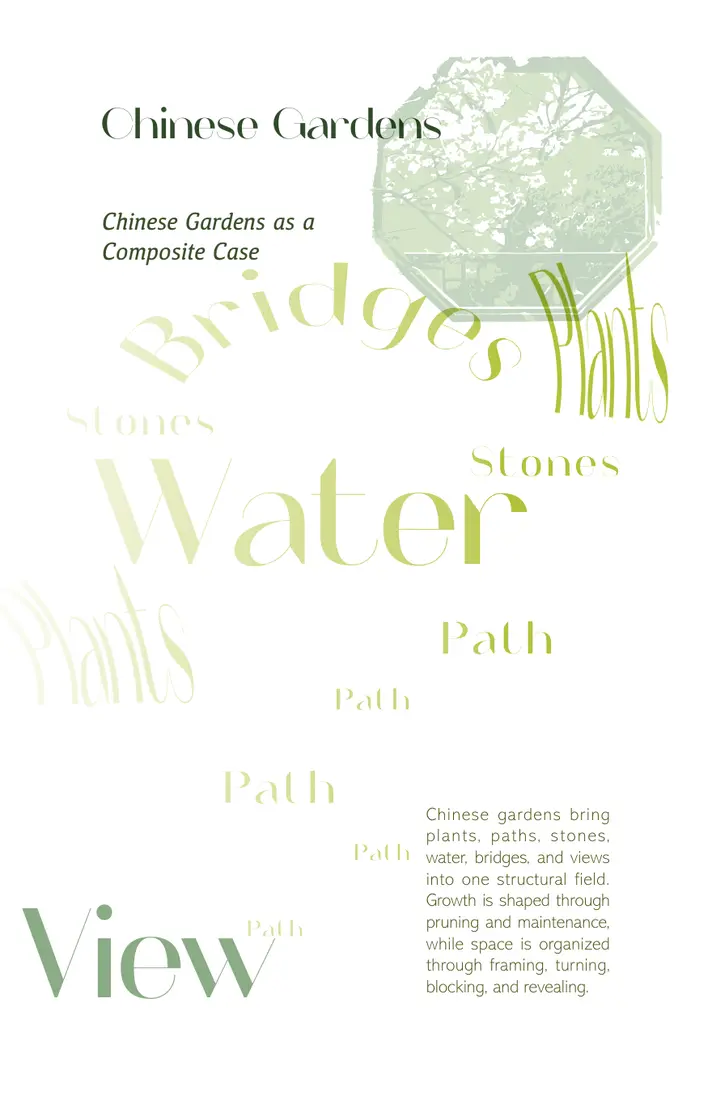 Chinese Gardens
Chinese Gardens as a
Composite Case
Bridges
Plants
Stones
Stones
Water
Plants
Path
Path
Path
Path
Path
View
Chinese gardens bring
plants, paths, stones,
water, bridges, and views
into one structural field.
Growth is shaped through
pruning and maintenance,
while space is organized
through framing, turning,
blocking, and revealing.